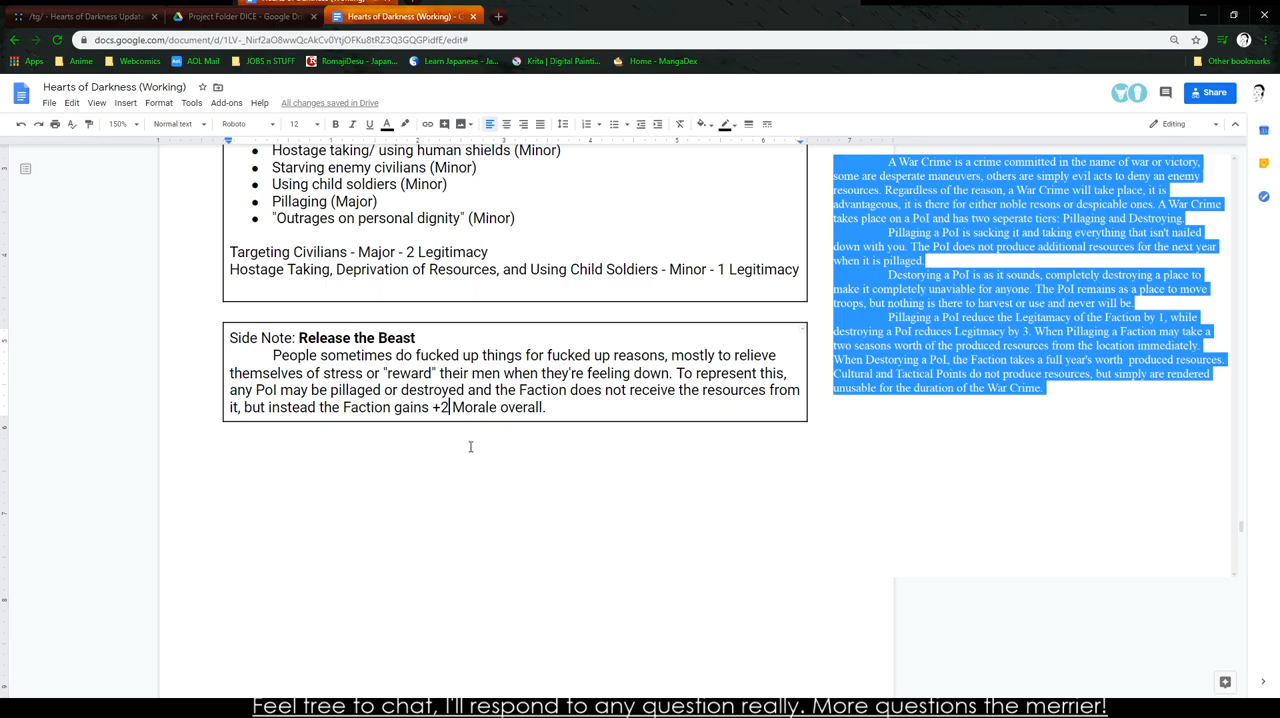 /tg/ - Hearts of Darkness Updat
Project Folder DICE - Google Dri
Hearts of Darkness (Working) - G
docs.google.com/document/d/1LV-_Nirf2aO8wwQcAkCv0YtjOFKu8tRZ3Q3GQGPidfE/edit#
Apps Anime Webcomics AOL Mail JOBS n STUFF RomajiDesu - Japan... Learn Japanese - Ja... Krita | Digital Painti... Home - MangaDex Other bookmarks
Hearts of Darkness (Working)
File Edit View Insert Format Tools Add-ons Help All changes saved in Drive
Share
150% Normal text Roboto 12 Editing
Hostage taking/ using human shields (Minor)
Starving enemy civilians (Minor)
Using child soldiers (Minor)
Pillaging (Major)
"Outrages on personal dignity" (Minor)
Targeting Civilians - Major - 2 Legitimacy
Hostage Taking, Deprivation of Resources, and Using Child Soldiers - Minor - 1 Legitimacy
Side Note: Release the Beast
People sometimes do fucked up things for fucked up reasons, mostly to relieve
themselves of stress or "reward" their men when they're feeling down. To represent this,
any PoI may be pillaged or destroyed and the Faction does not receive the resources from
it, but instead the Faction gains +2 Morale overall.
A War Crime is a crime committed in the name of war or victory,
some are desperate maneuvers, others are simply evil acts to deny an enemy
resources. Regardless of the reason, a War Crime will take place, it is
advantageous, it is there for either noble resons or despicable ones. A War Crime
takes place on a PoI and has two seperate tiers: Pillaging and Destroying.
Pillaging a PoI is sacking it and taking everything that isn't nailed
down with you. The PoI does not produce additional resources for the next year
when it is pillaged.
Destorying a PoI is as it sounds, completely destroying a place to
make it completely unaviable for anyone. The PoI remains as a place to move
troops, but nothing is there to harvest or use and never will be.
Pillaging a PoI reduce the Legitamacy of the Faction by 1, while
destroying a PoI reduces Legitmacy by 3. When Pillaging a Faction may take a
two seasons worth of the produced resources from the location immediately.
When Destorying a PoI, the Faction takes a full year's worth produced resources.
Cultural and Tactical Points do not produce resources, but simply are rendered
unusable for the duration of the War Crime.
Feel free to chat, I'll respond to any question really. More questions the merrier!